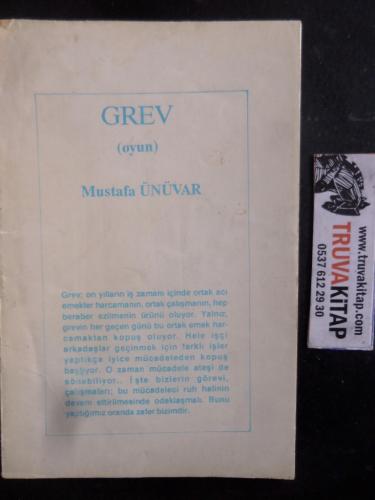 GREV
(oyun)
Mustafa ÜNÜVAR
Grev; on yılların iş zamanı içinde ortak acı
emekler harcamanın, ortak çalışmanın, hep
beraber ezilmenin ürünü oluyor. Yalnız,
grevin her geçen günü bu ortak emek har-
camaktan kopuş oluyor. Hele işçi
arkadaşlar geçinmek için farklı işler
yaptıkça iyice mücadeleden kopuş
başlıyor. O zaman mücadele ateşi de
sönebiliyor.. İşte bizlerin görevi,
çalışmaları; bu mücadeleci ruh halinin
devam ettirilmesinde odaklaşmalı. Bunu
yaptığımız oranda zafer bizimdir.
www.truvakitap.com
TRUVAKİTAP
0537 612 29 30